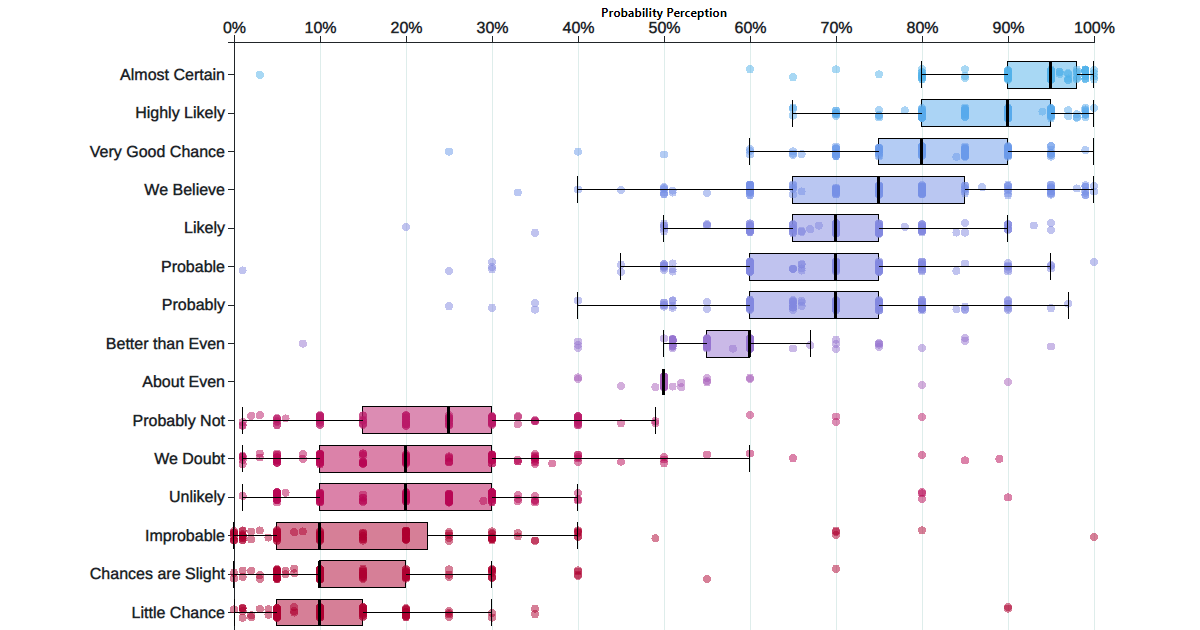 Probability Perception
0% 10% 20% 30% 40% 50% 60% 70% 80% 90% 100%
Almost Certain
Highly Likely
Very Good Chance
We Believe
Likely
Probable
Probably
Better than Even
About Even
Probably Not
We Doubt
Unlikely
Improbable
Chances are Slight
Little Chance